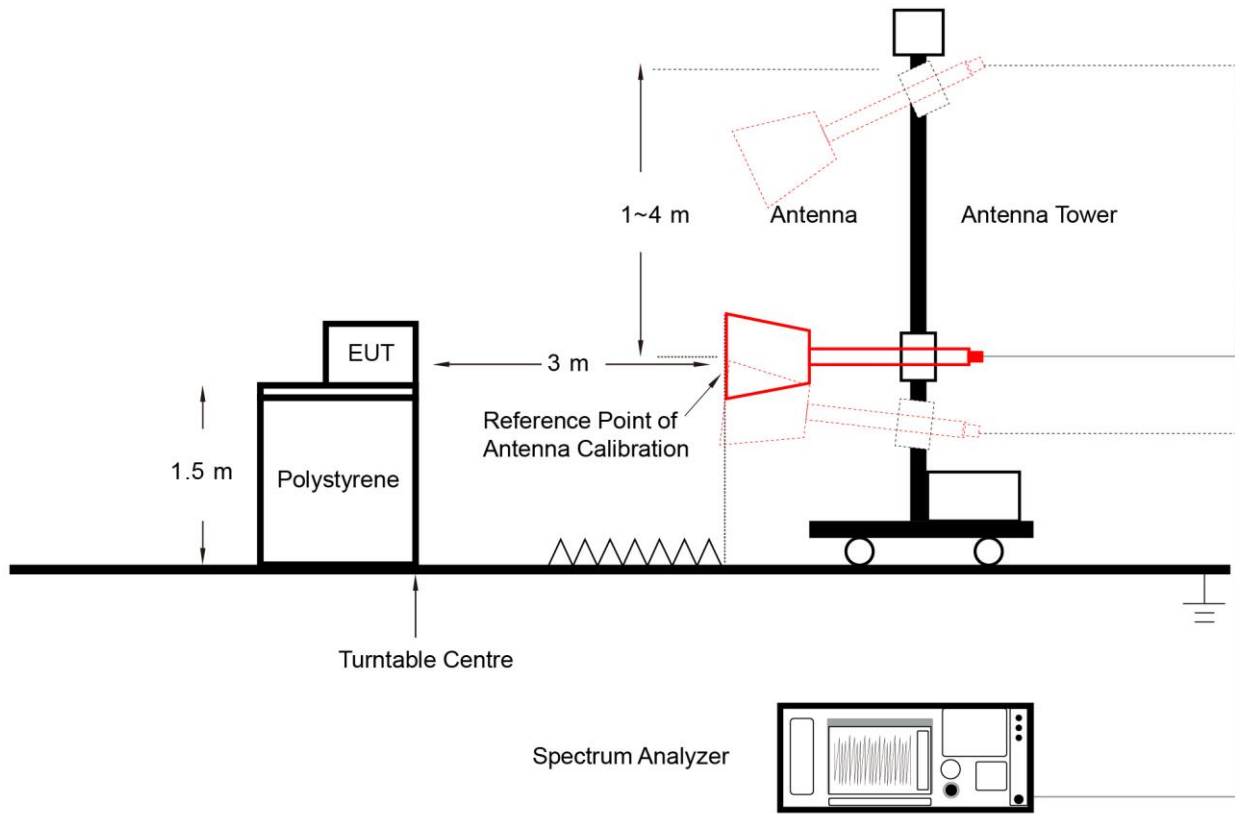 1~4 m
Antenna
Antenna Tower
EUT
3 m
Reference Point of
Antenna Calibration
1.5 m
Polystyrene
Turntable Centre
Spectrum Analyzer